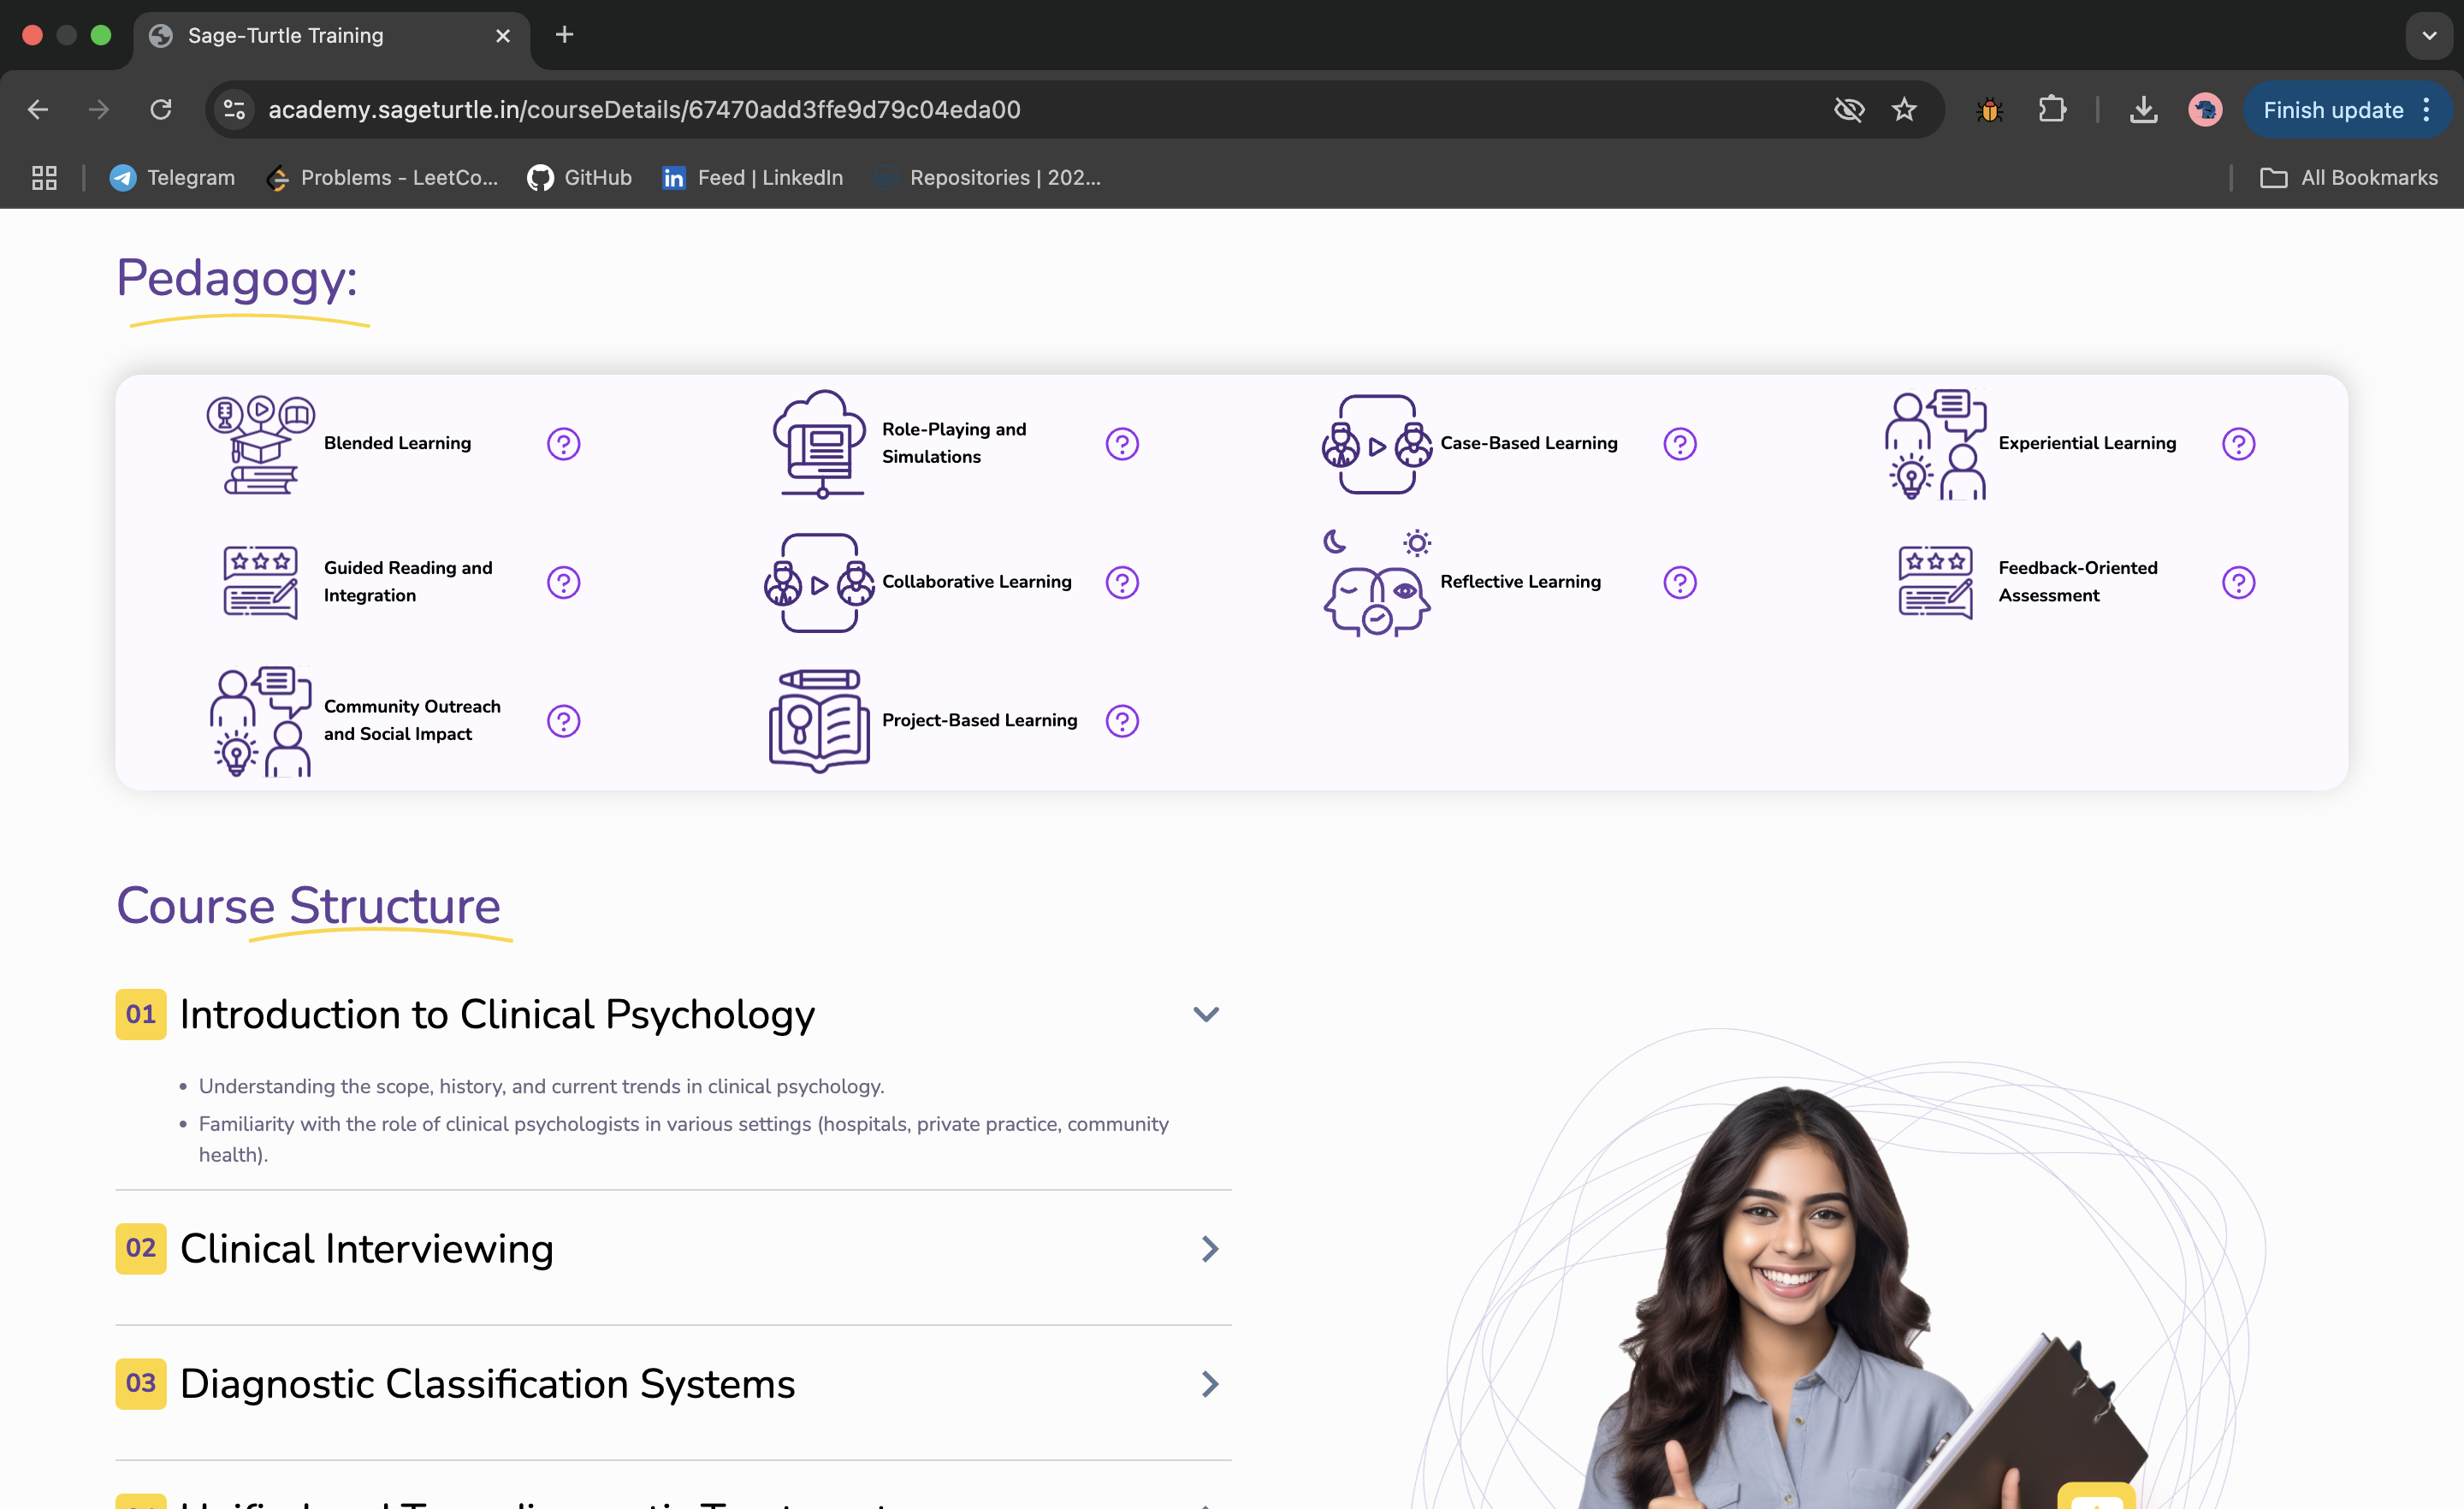 Sage-Turtle Training
academy.sageturtle.in/courseDetails/67470add3ffe9d79c04eda00
Finish update
Telegram
Problems - LeetCo...
GitHub
Feed | LinkedIn
Repositories | 202...
All Bookmarks
Pedagogy:
Blended Learning
Role-Playing and
Simulations
Case-Based Learning
Experiential Learning
Guided Reading and
Integration
Collaborative Learning
Reflective Learning
Feedback-Oriented
Assessment
Community Outreach
and Social Impact
Project-Based Learning
Course Structure
01 Introduction to Clinical Psychology
• Understanding the scope, history, and current trends in clinical psychology.
• Familiarity with the role of clinical psychologists in various settings (hospitals, private practice, community
health).
02 Clinical Interviewing
03 Diagnostic Classification Systems